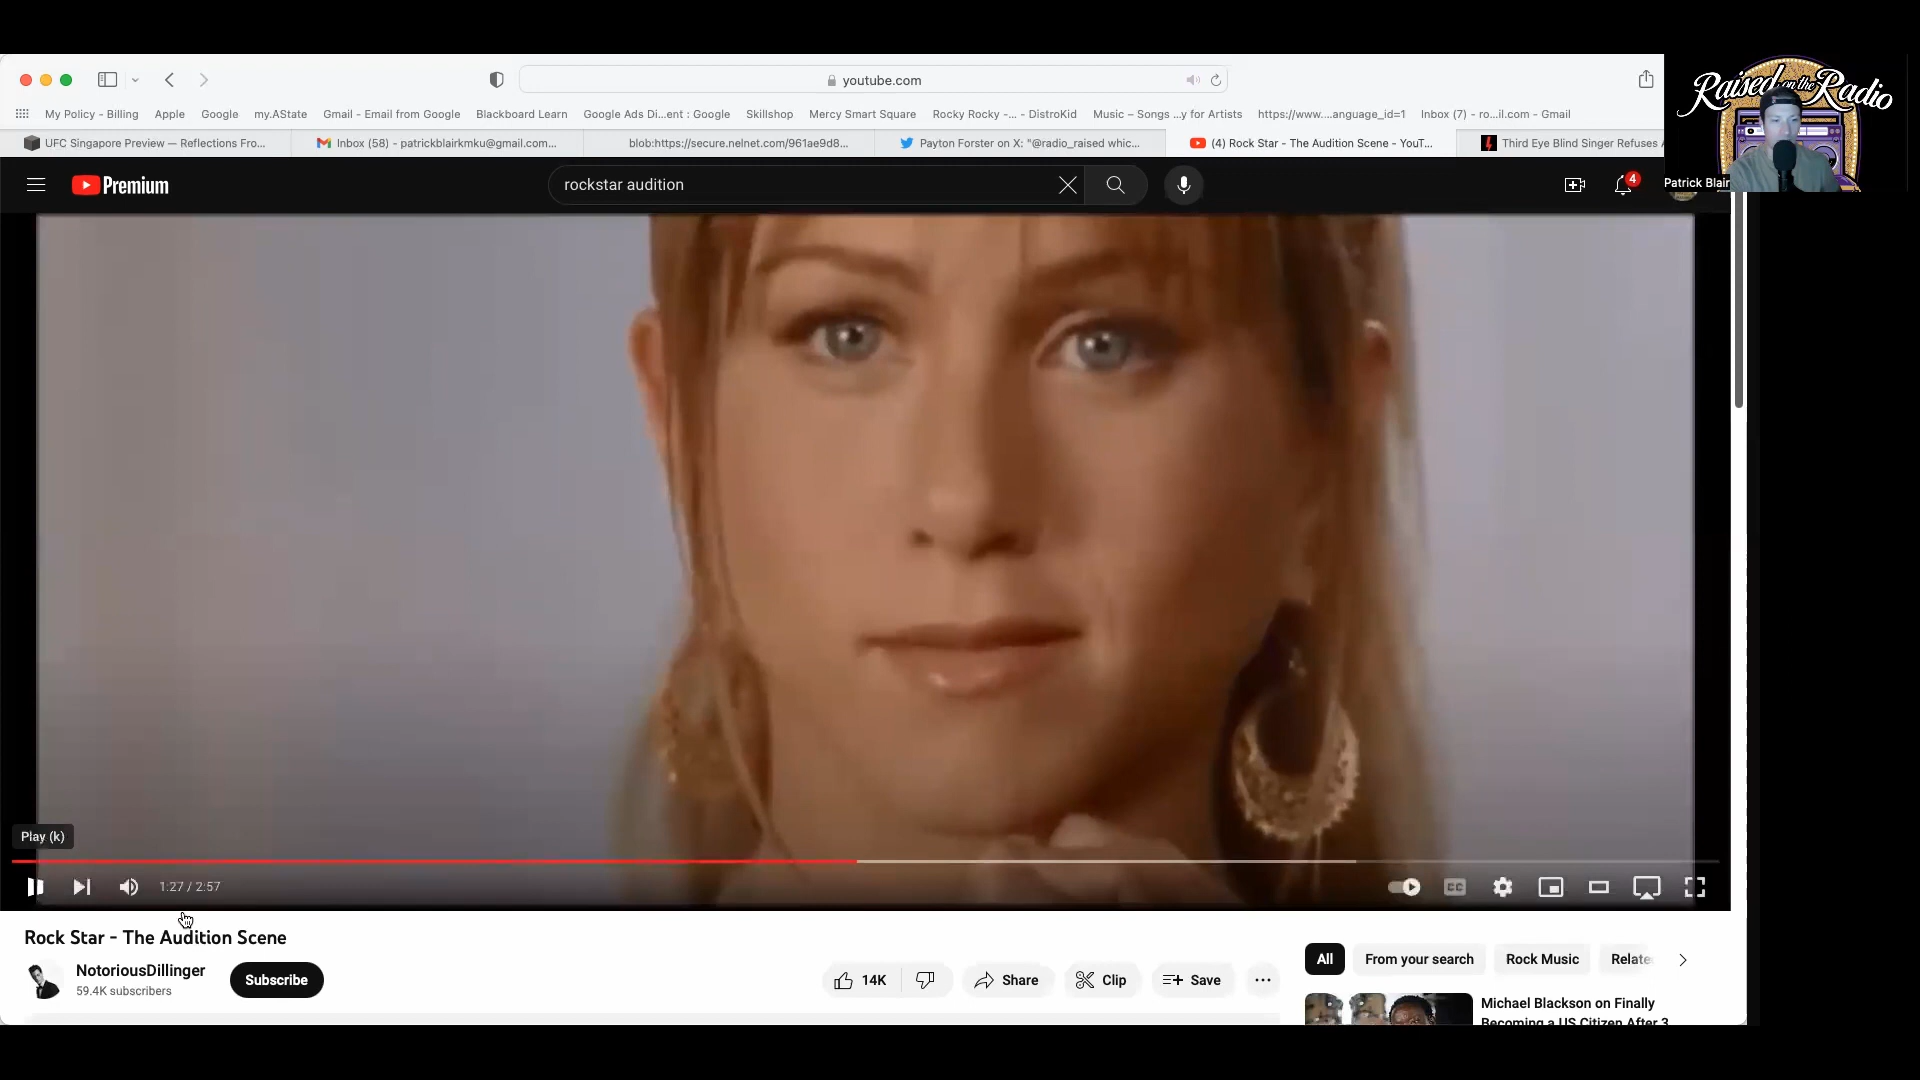 youtube.com
My Policy - Billing Apple Google my.AState Gmail - Email from Google Blackboard Learn Google Ads Di...ent : Google Skillshop Mercy Smart Square Rocky Rocky -... - DistroKid Music – Songs ...y for Artists https://www....anguage_id=1 Inbox (7) - ro...il.com - Gmail
UFC Singapore Preview — Reflections Fro... Inbox (58) - patrickblairkmku@gmail.com... blob:https://secure.nelnet.com/961ae9d8... Payton Forster on X: "@radio_raised whic... (4) Rock Star - The Audition Scene - YouT... Third Eye Blind Singer Refuses
Raised on the Radio
Patrick Blair
Premium rockstar audition 4
Play (k)
1:27 / 2:57 CC
Rock Star - The Audition Scene
NotoriousDillinger
59.4K subscribers
Subscribe
14K Share Clip Save
All From your search Rock Music Relate
Michael Blackson on Finally
Becoming a US Citizen After 3